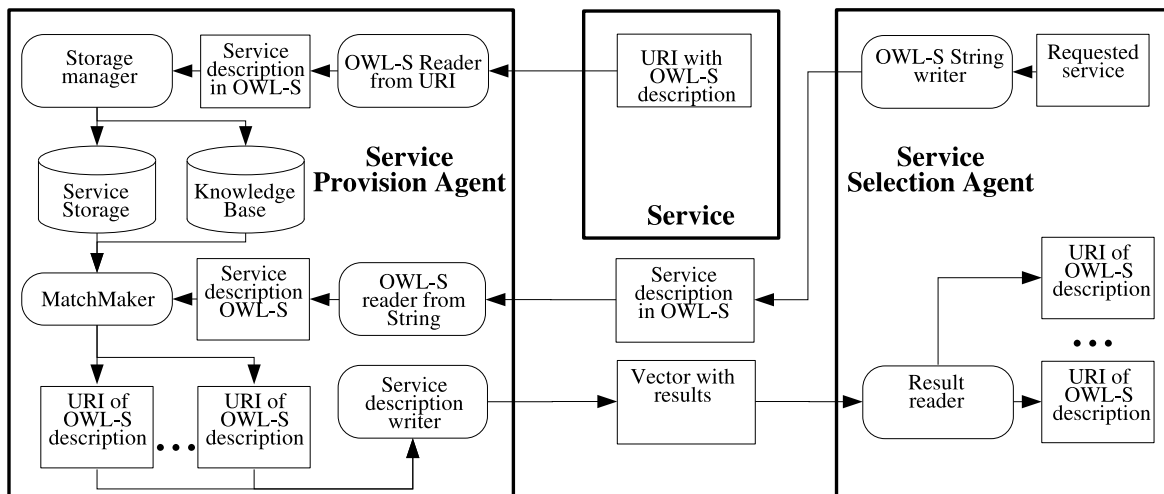 Storage
manager
Service
description
in OWL-S
OWL-S Reader
from URI
URI with
OWL-S
description
OWL-S String
writer
Requested
service
Service
Storage
Knowledge
Base
Service
Provision Agent
Service
Service
Selection Agent
MatchMaker
Service
description
OWL-S
OWL-S
reader from
String
Service
description
in OWL-S
URI of
OWL-S
description
URI of
OWL-S
description
URI of
OWL-S
description
Service
description
writer
Vector with
results
Result
reader
URI of
OWL-S
description